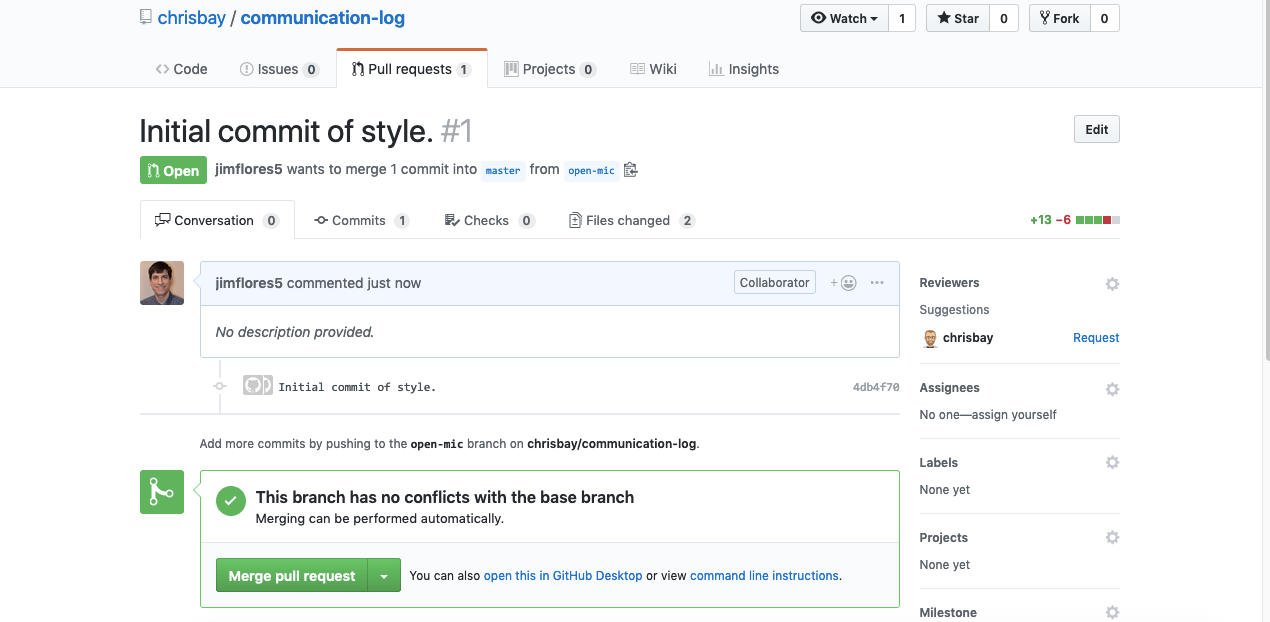 chrisbay / communication-log
Watch 1 Star 0 Fork 0
Code Issues 0 Pull requests 1 Projects 0 Wiki Insights
Initial commit of style. #1
Edit
Open jimflores5 wants to merge 1 commit into master from open-mic
Conversation 0 Commits 1 Checks 0 Files changed 2 +13 −6
jimflores5 commented just now Collaborator + ...
No description provided.
Initial commit of style. 4db4f70
Add more commits by pushing to the open-mic branch on chrisbay/communication-log.
This branch has no conflicts with the base branch
Merging can be performed automatically.
Merge pull request You can also open this in GitHub Desktop or view command line instructions.
Reviewers
Suggestions
chrisbay Request
Assignees
No one—assign yourself
Labels
None yet
Projects
None yet
Milestone